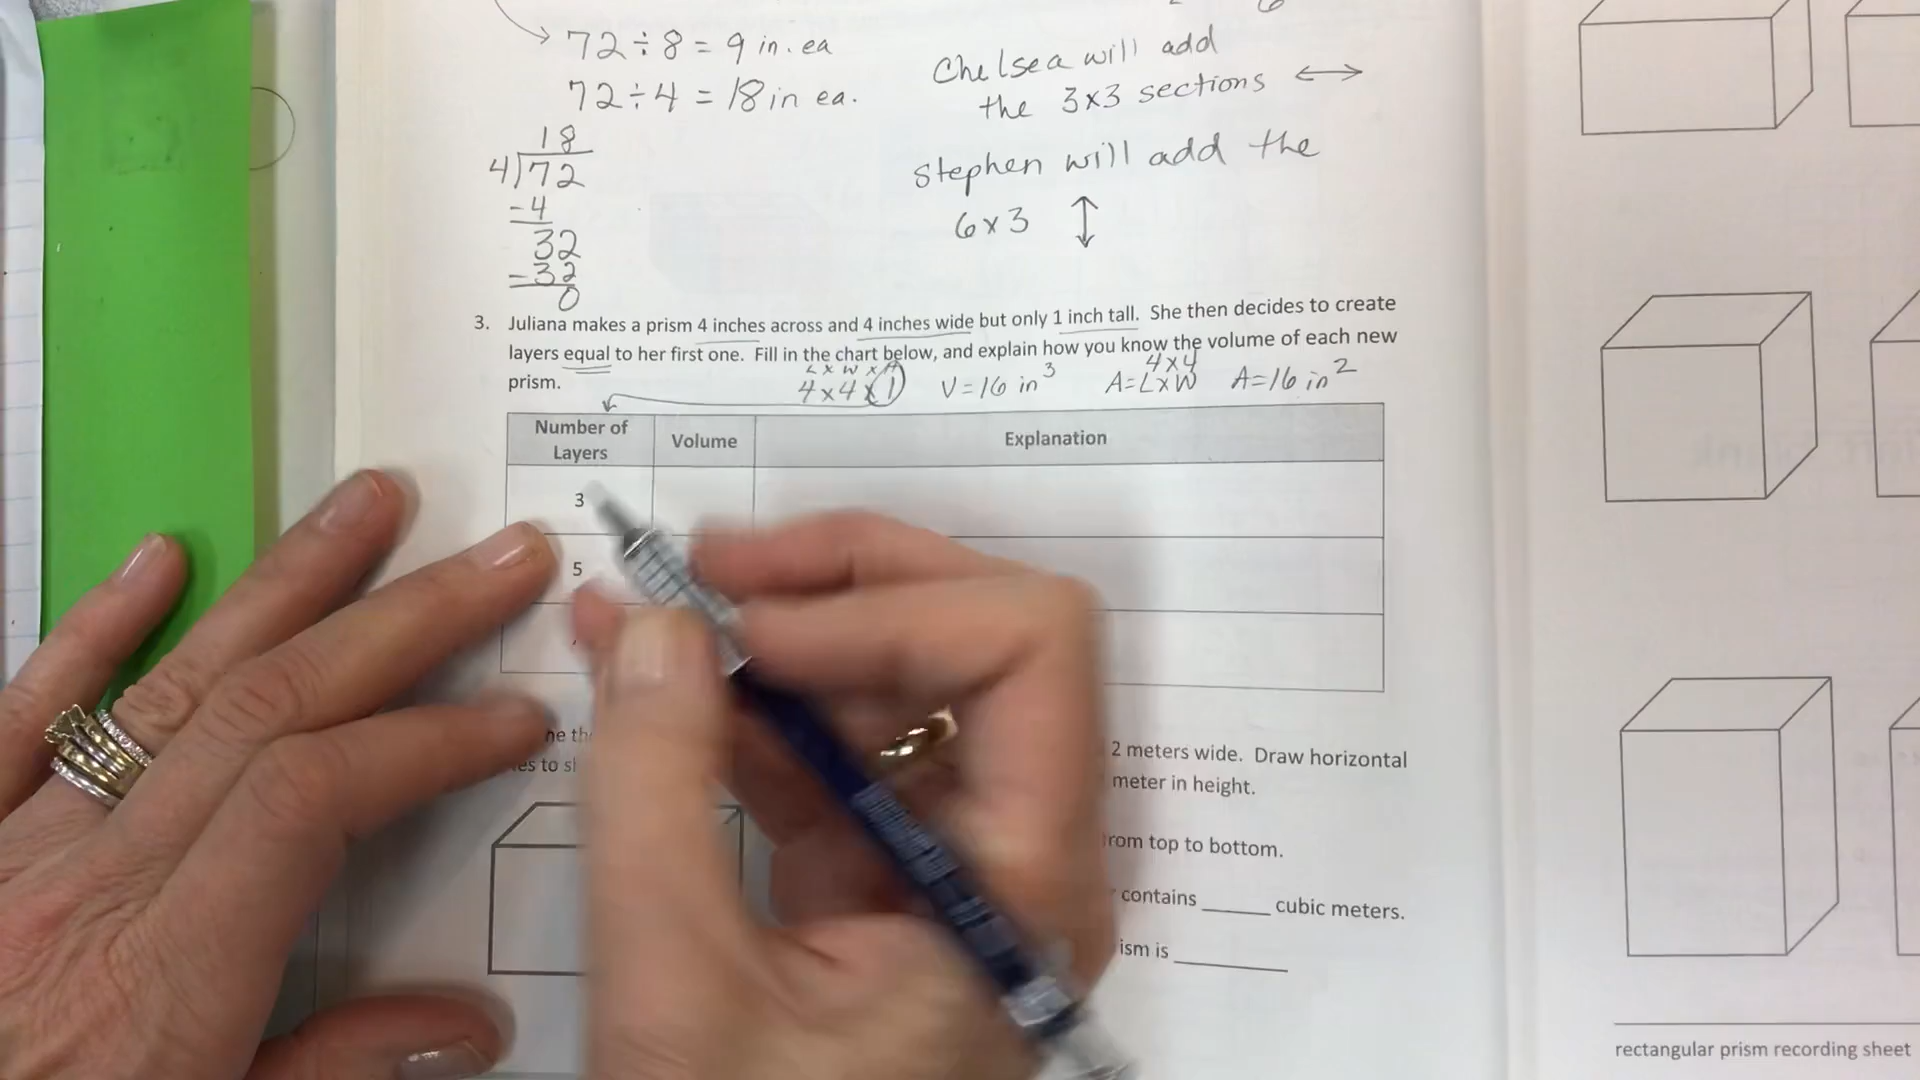 72÷8 = 9 in. ea
72÷4 = 18 in ea.
18
4)72
-4
32
-32
0
Chelsea will add
the 3x3 sections ⟷
Stephen will add the
6x3 ↕
3. Juliana makes a prism 4 inches across and 4 inches wide but only 1 inch tall. She then decides to create
layers equal to her first one. Fill in the chart below, and explain how you know the volume of each new
prism.
L x W x H
4x4x1 V=16 in³
4x4
A=LxW A=16 in²
Number of Layers Volume Explanation
3
5
2 meters wide. Draw horizontal
meter in height.
rom top to bottom.
contains ______ cubic meters.
ism is __________
rectangular prism recording sheet